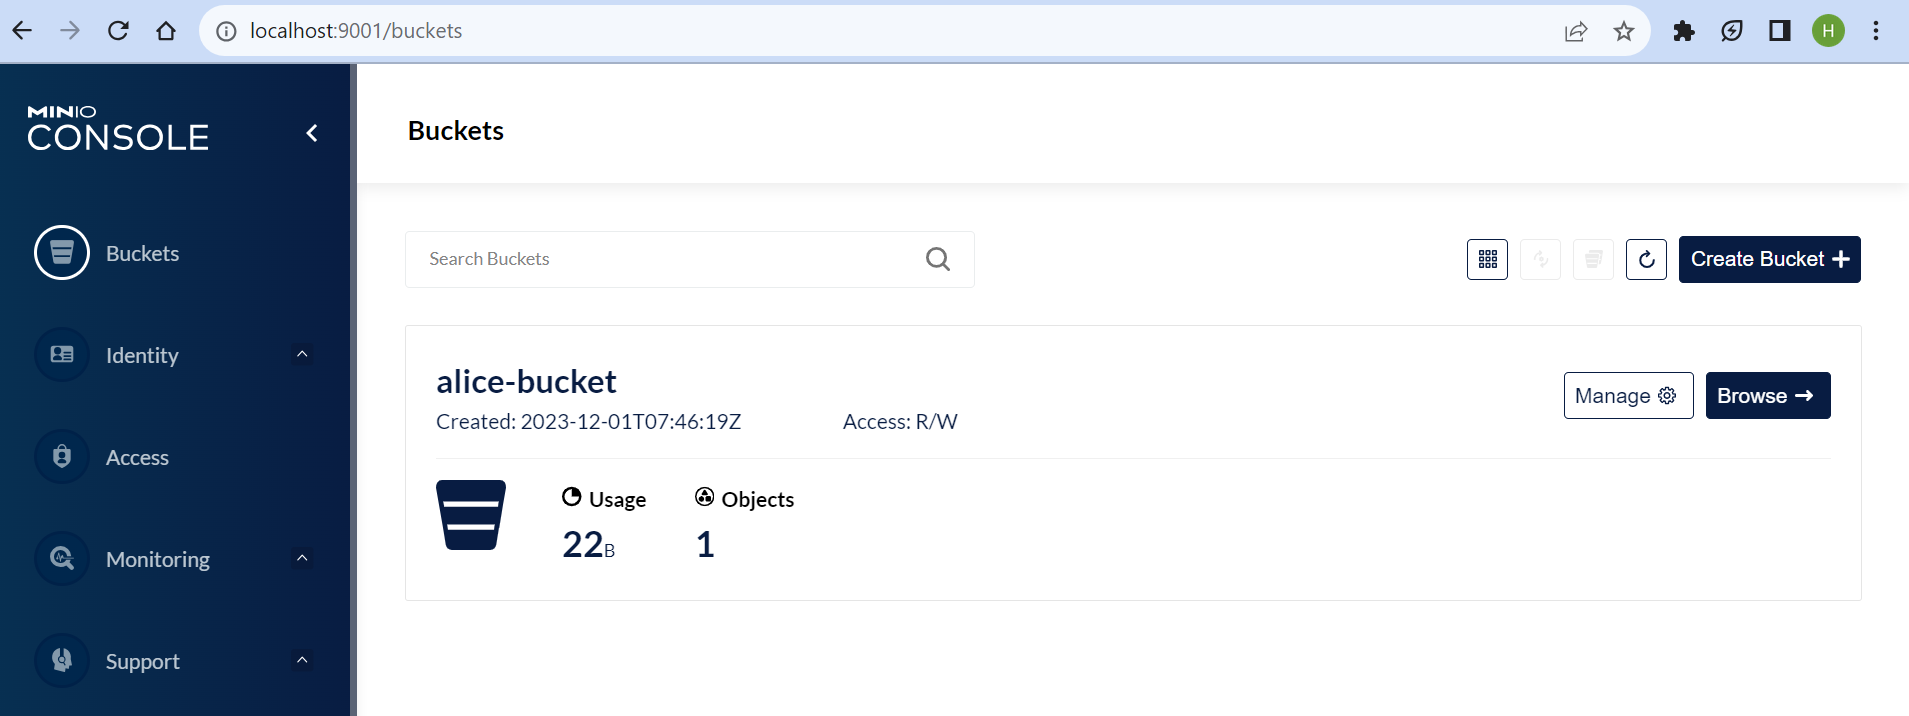 localhost:9001/buckets
H
MINIO
CONSOLE
Buckets
Identity
Access
Monitoring
Support
Buckets
Search Buckets
Create Bucket
alice-bucket
Created: 2023-12-01T07:46:19Z Access: R/W
Manage
Browse
Usage Objects
22B 1